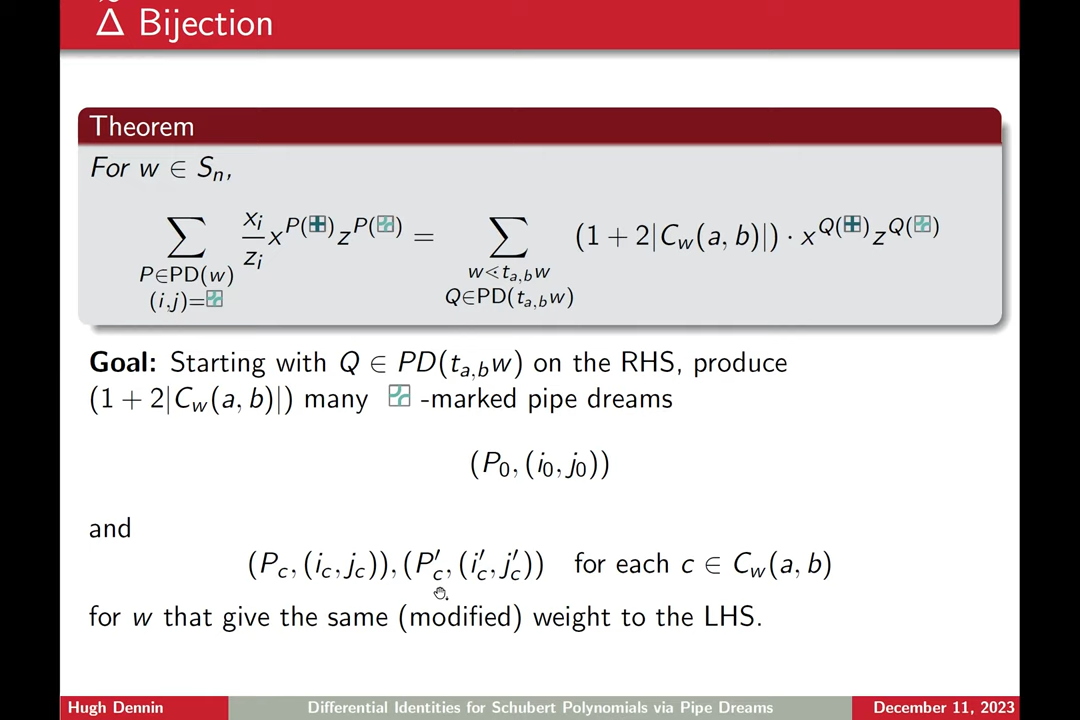 Δ Bijection
Theorem
For w ∈ Sₙ,
∑_{P∈PD(w), (i,j)=▫} (xᵢ/zᵢ) x^{P(⊞)} z^{P(▫)} = ∑_{w⋖t_{a,b}w, Q∈PD(t_{a,b}w)} (1 + 2|C_w(a, b)|) · x^{Q(⊞)} z^{Q(▫)}
Goal: Starting with Q ∈ PD(t_{a,b}w) on the RHS, produce
(1 + 2|C_w(a, b)|) many ▫ -marked pipe dreams
(P₀, (i₀, j₀))
and
(P_c, (i_c, j_c)), (P′_c, (i′_c, j′_c)) for each c ∈ C_w(a, b)
for w that give the same (modified) weight to the LHS.
Hugh Dennin
Differential Identities for Schubert Polynomials via Pipe Dreams
December 11, 2023